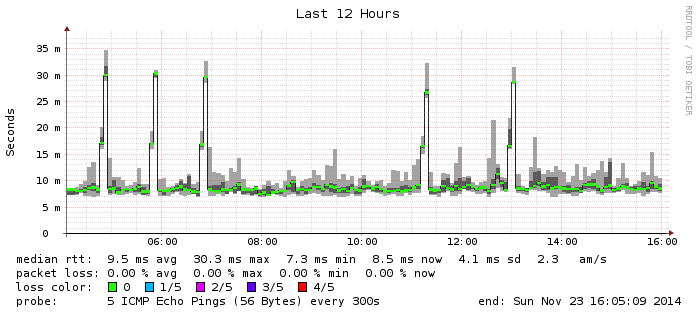 Last 12 Hours
RRDTOOL / TOBI OETIKER
Seconds
35 m
30 m
25 m
20 m
15 m
10 m
5 m
0
06:00 08:00 10:00 12:00 14:00 16:00
median rtt: 9.5 ms avg 30.3 ms max 7.3 ms min 8.5 ms now 4.1 ms sd 2.3 am/s
packet loss: 0.00 % avg 0.00 % max 0.00 % min 0.00 % now
loss color: 0 1/5 2/5 3/5 4/5
probe: 5 ICMP Echo Pings (56 Bytes) every 300s end: Sun Nov 23 16:05:09 2014